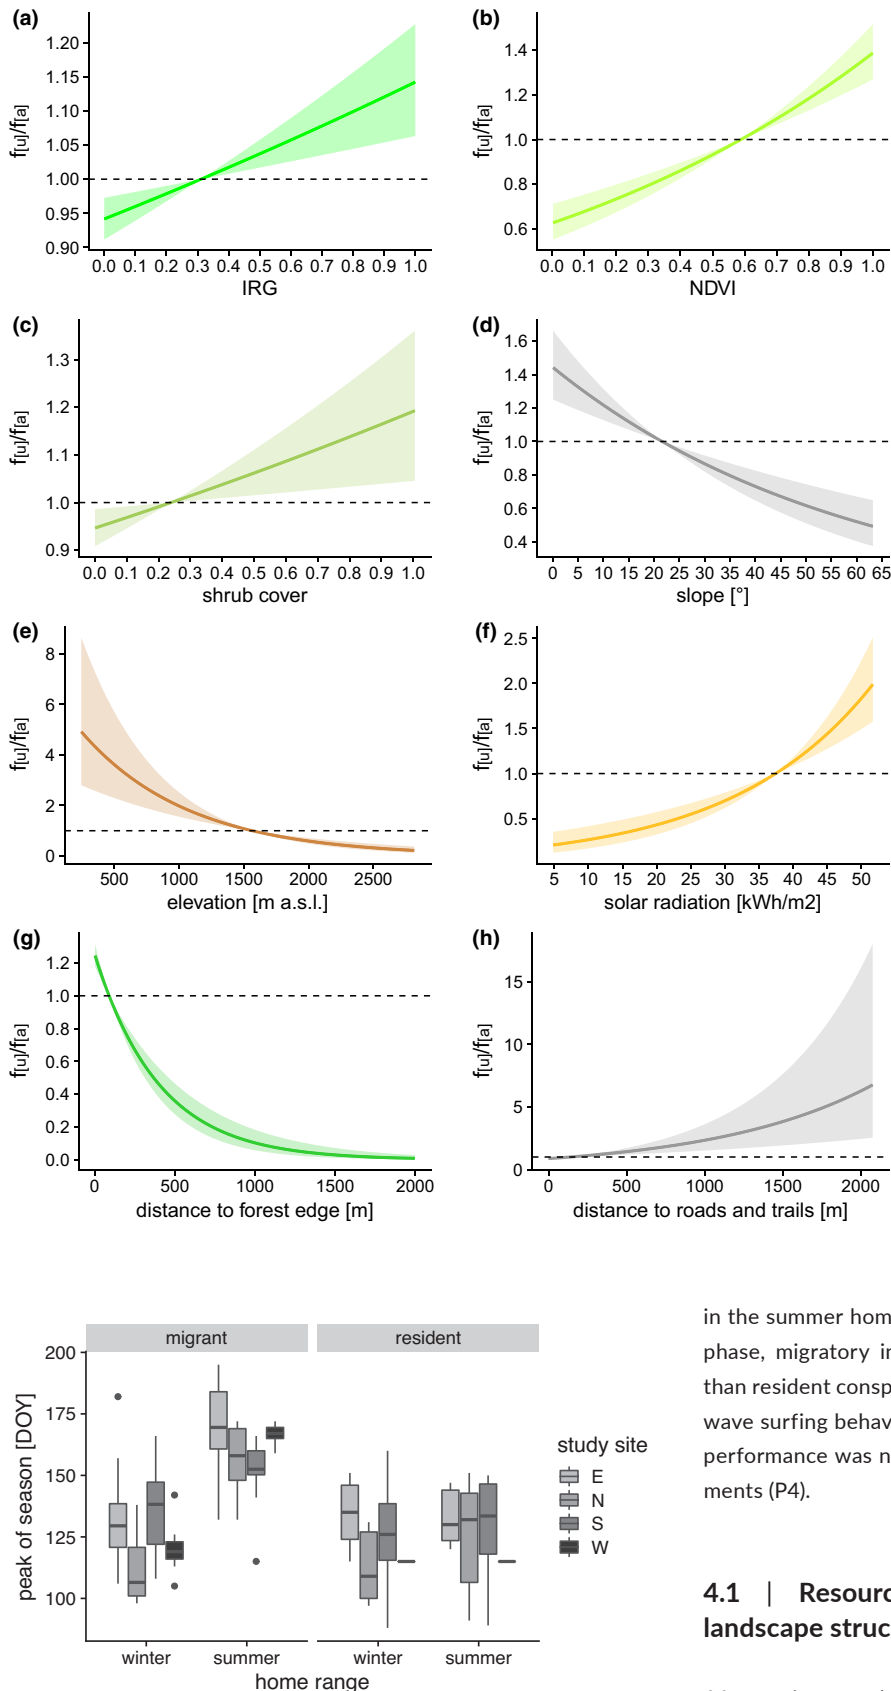 (a)
f[u]/f[a]
1.20
1.15
1.10
1.05
1.00
0.95
0.90
0.0 0.1 0.2 0.3 0.4 0.5 0.6 0.7 0.8 0.9 1.0
IRG
(b)
f[u]/f[a]
1.4
1.2
1.0
0.8
0.6
0.0 0.1 0.2 0.3 0.4 0.5 0.6 0.7 0.8 0.9 1.0
NDVI
(c)
f[u]/f[a]
1.3
1.2
1.1
1.0
0.9
0.0 0.1 0.2 0.3 0.4 0.5 0.6 0.7 0.8 0.9 1.0
shrub cover
(d)
f[u]/f[a]
1.6
1.4
1.2
1.0
0.8
0.6
0.4
0 5 10 15 20 25 30 35 40 45 50 55 60 65
slope [°]
(e)
f[u]/f[a]
8
6
4
2
0
500 1000 1500 2000 2500
elevation [m a.s.l.]
(f)
f[u]/f[a]
2.5
2.0
1.5
1.0
0.5
5 10 15 20 25 30 35 40 45 50
solar radiation [kWh/m2]
(g)
f[u]/f[a]
1.2
1.0
0.8
0.6
0.4
0.2
0.0
0 500 1000 1500 2000
distance to forest edge [m]
(h)
f[u]/f[a]
15
10
5
0
0 500 1000 1500 2000
distance to roads and trails [m]
migrant resident
peak of season [DOY]
200
175
150
125
100
winter summer winter summer
home range
study site
E
N
S
W
in the summer hom
phase, migratory in
than resident consp
wave surfing behav
performance was n
ments (P4).
4.1 | Resourc
landscape struc